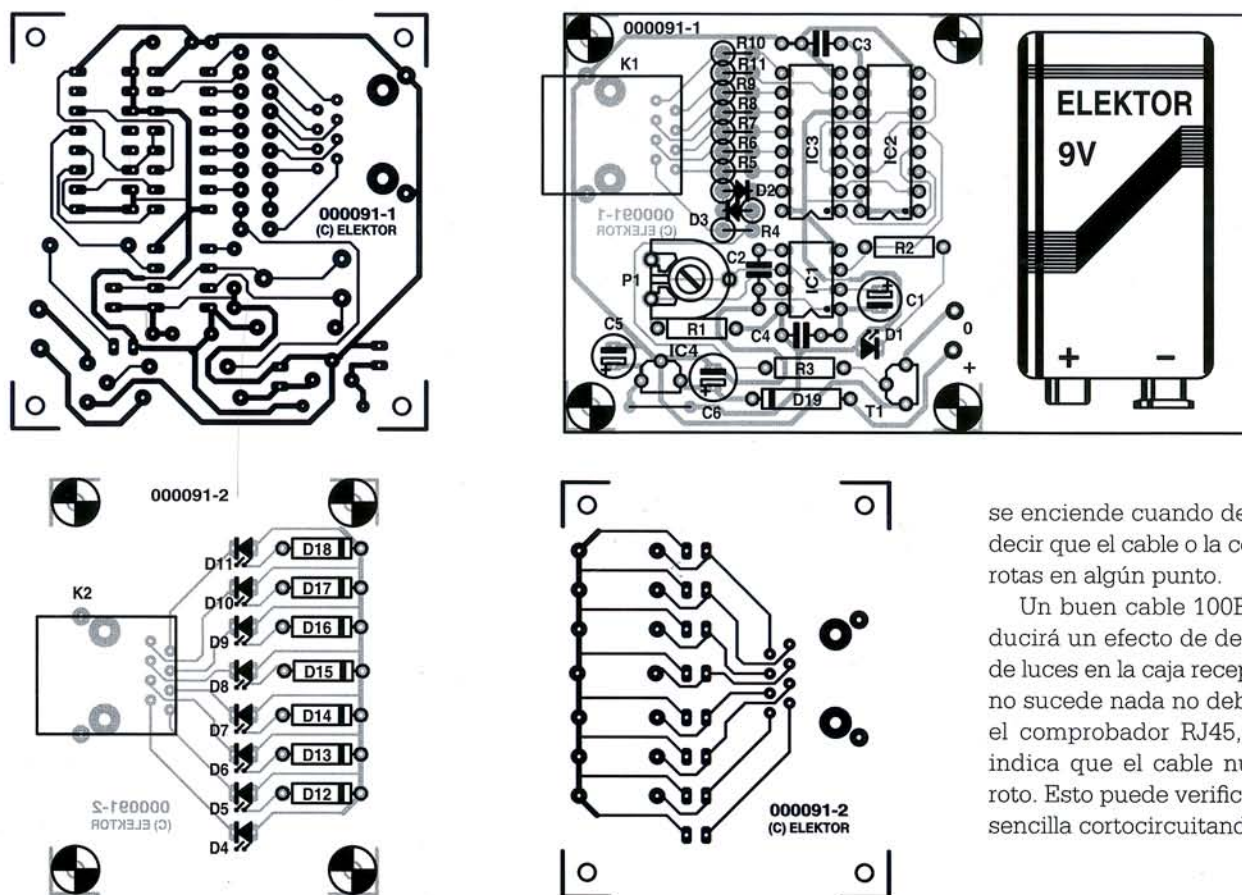 000091-1
(C) ELEKTOR
000091-1
K1
R10
C3
R11
R9
R8
R7
R6
R5
IC3
IC2
D2
D3
R4
000091-1
(C) ELEKTOR
P1
C2
IC1
R2
C1
R1
C4
D1
0
C5
IC4
R3
+
C6
D19
T1
ELEKTOR
9V
+ -
000091-2
K2
D11
D18
D10
D17
D9
D16
D8
D15
D7
D14
D6
D13
D5
D12
D4
000091-2
(C) ELEKTOR
000091-2
(C) ELEKTOR
se enciende cuando de
decir que el cable o la co
rotas en algún punto.
Un buen cable 100B
ducirá un efecto de de
de luces en la caja recep
no sucede nada no deb
el comprobador RJ45,
indica que el cable nu
roto. Esto puede verific
sencilla cortocircuitand